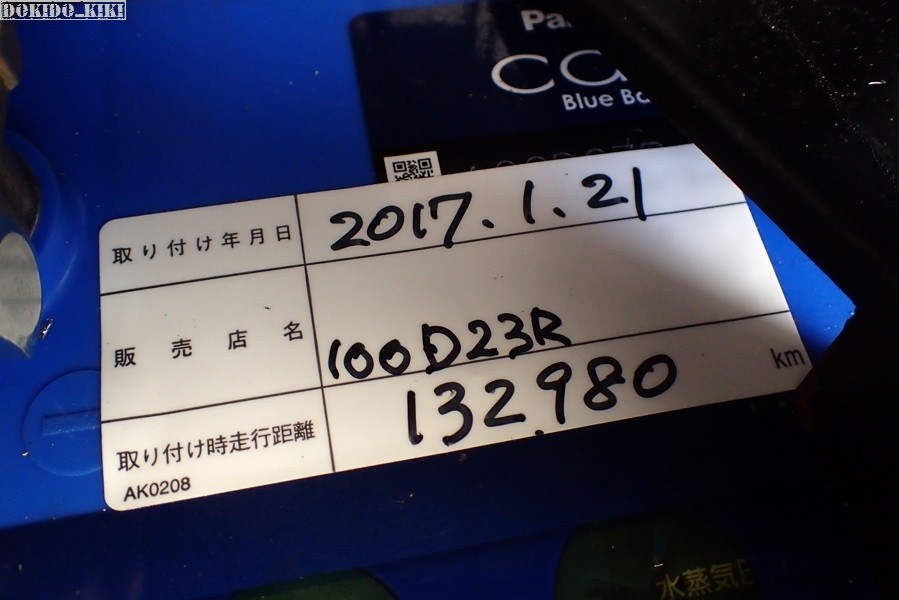 DOKIDO_KIKI
Pa
Blue Ba
取り付け年月日 2017.1.21
販売店名 100D23R
取り付け時走行距離 132,980 km
AK0208
水蒸気